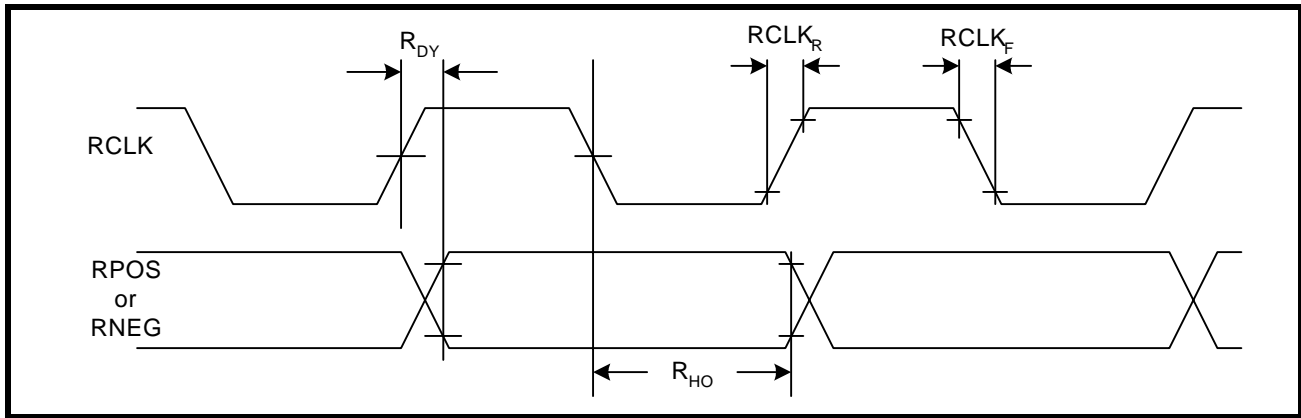 RDY
RCLKR
RCLKF
RCLK
RPOS
or
RNEG
RHO